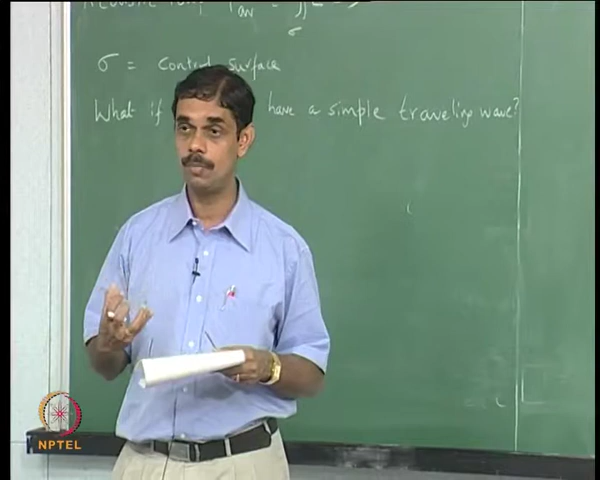 σ = control surface
What if have a simple traveling wave?
NPTEL